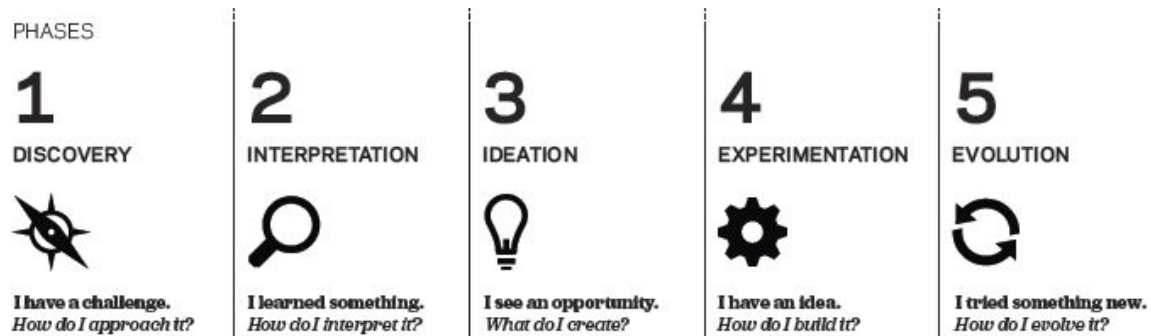 PHASES
1
DISCOVERY
I have a challenge.
How do I approach it?
2
INTERPRETATION
I learned something.
How do I interpret it?
3
IDEATION
I see an opportunity.
What do I create?
4
EXPERIMENTATION
I have an idea.
How do I build it?
5
EVOLUTION
I tried something new.
How do I evolve it?